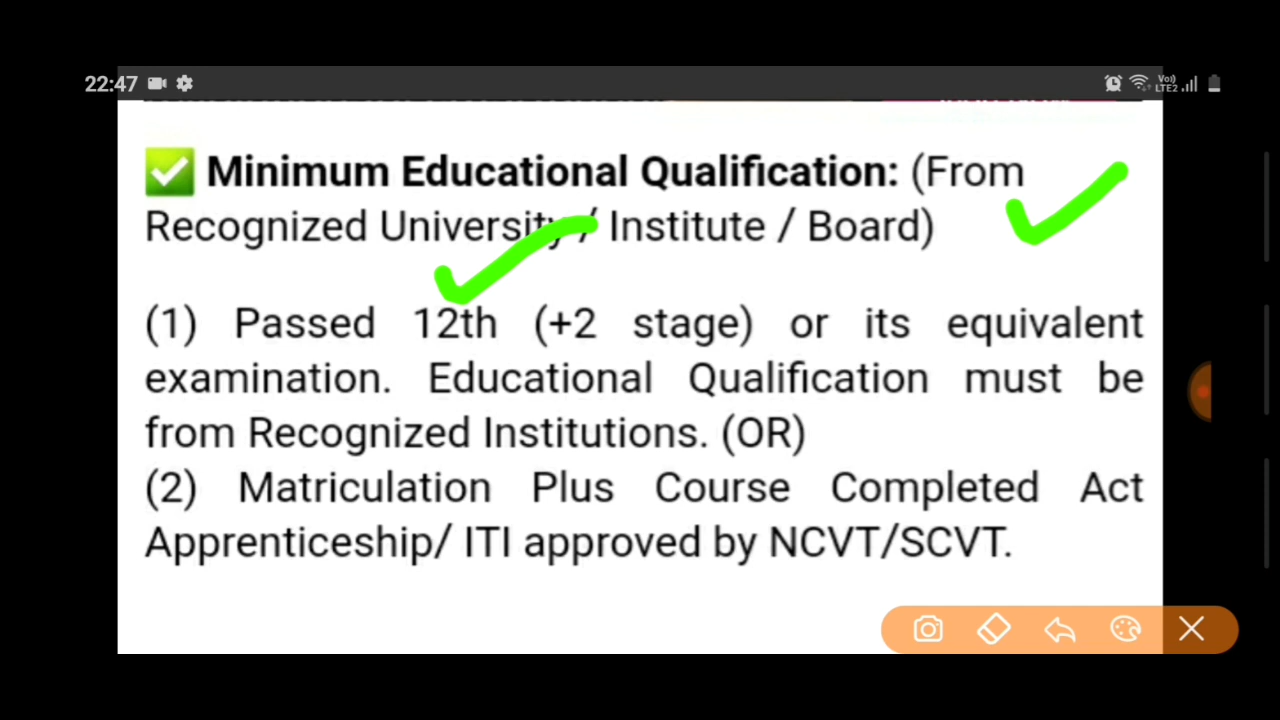 22:47
Vo))
LTE2
✅ Minimum Educational Qualification: (From
Recognized University / Institute / Board)
(1) Passed 12th (+2 stage) or its equivalent
examination. Educational Qualification must be
from Recognized Institutions. (OR)
(2) Matriculation Plus Course Completed Act
Apprenticeship/ ITI approved by NCVT/SCVT.